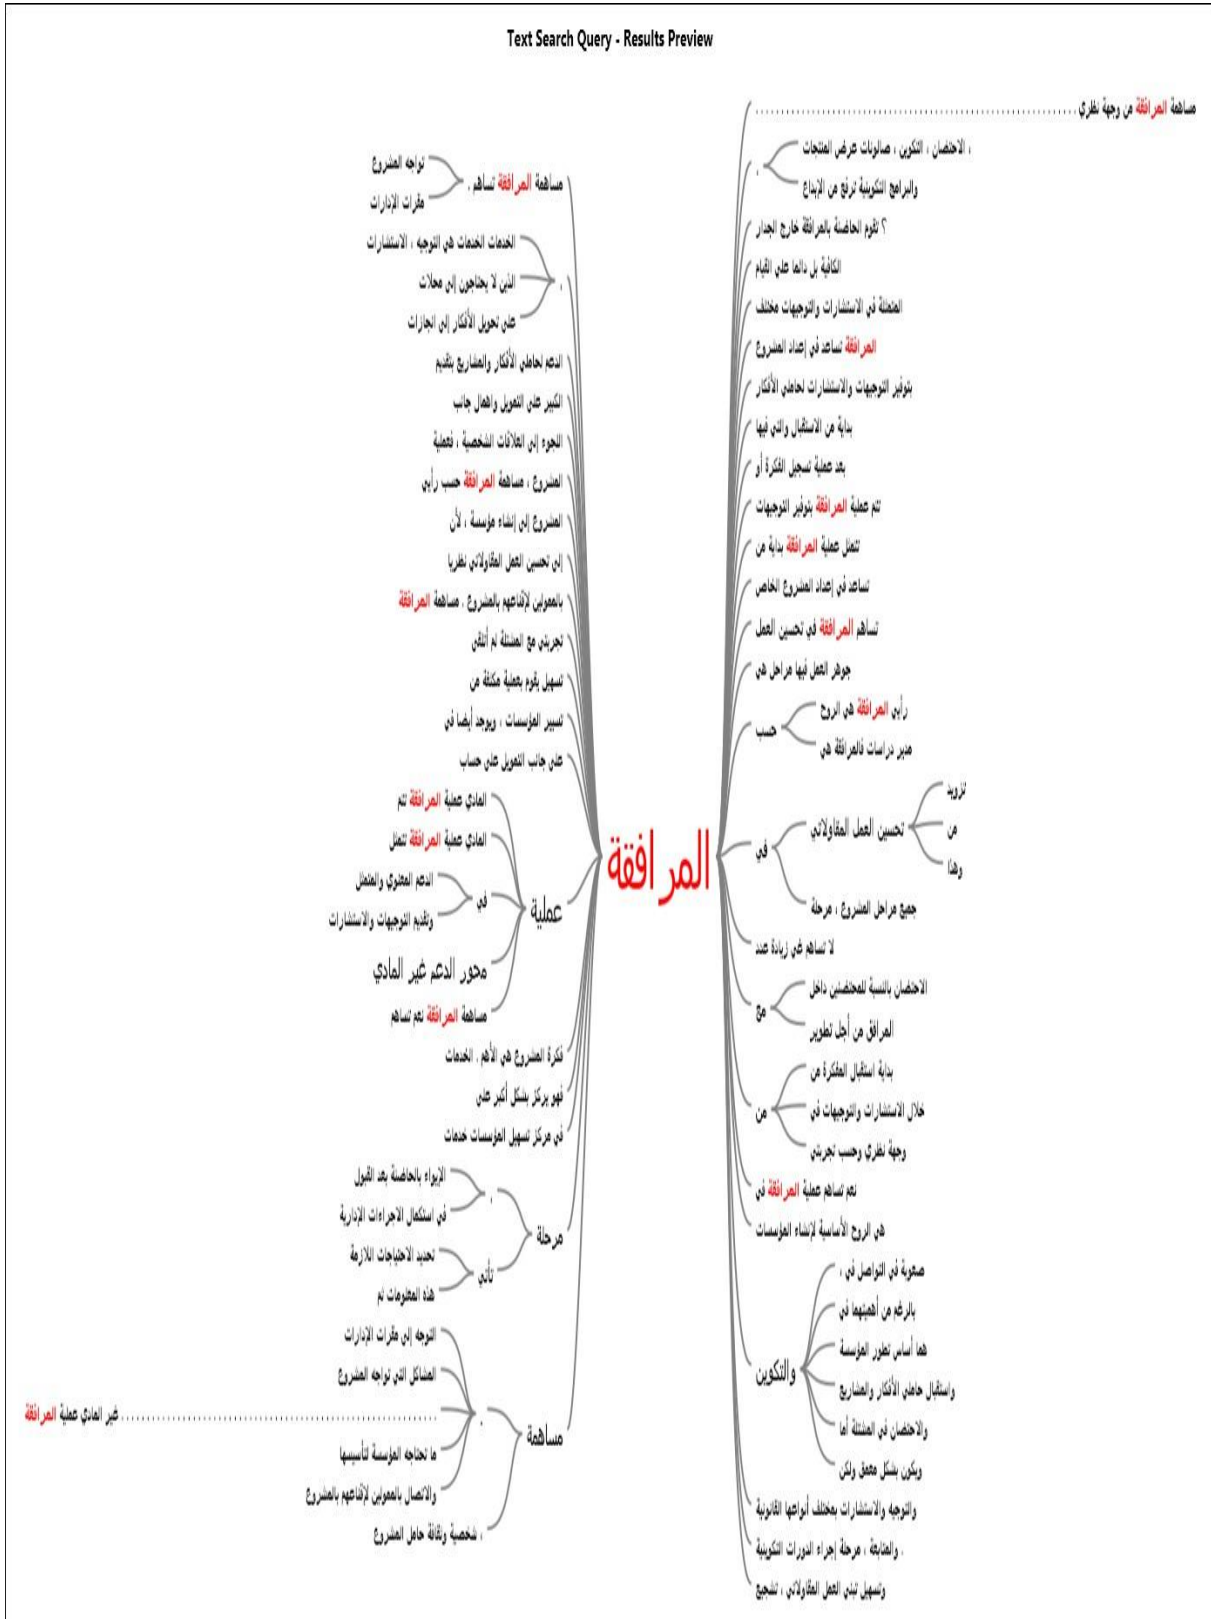 Text Search Query - Results Preview
مساهمة المرافقة من وجهة نظري
، الاحتضان ، التكوين ، صالونات عرض المنتجات
.
والبرامج التكوينية ترفع من الإبداع
؟ تقوم الحاضنة بالمرافقة خارج الجدار
الكافية بل دائما على القيام
المتمثلة في الاستشارات والتوجيهات مختلف
المرافقة تساعد في إعداد المشروع
بتوفير التوجيهات والاستشارات لحاملي الأفكار
بداية من الاستقبال والتي فيها
بعد عملية تسجيل الفكرة أو
تتم عملية المرافقة بتوفير التوجيهات
تتمثل عملية المرافقة بداية من
تساعد في إعداد المشروع الخاص
تساهم المرافقة في تحسين العمل
جوهر العمل فيها مراحل هي
حسب
رأيي المرافقة هي الروح
مدير دراسات فالمرافقة هي
في
تحسين العمل المقاولاتي
تزويد
من
وهذا
جميع مراحل المشروع ، مرحلة
لا تساهم في زيادة عدد
مع
الاحتضان بالنسبة للمحتضنين داخل
المرافق من أجل تطوير
من
بداية استقبال المفكرة من
خلال الاستشارات والتوجيهات في
وجهة نظري وحسب تجربتي
نعم تساهم عملية المرافقة في
هي الروح الأساسية لإنشاء المؤسسات
والتكوين
صعوبة في التواصل في ،
بالرغم من أهميتهما في
هما أساس تطور المؤسسة
واستقبال حاملي الأفكار والمشاريع
والاحتضان في المشتلة أما
ويكون بشكل معمق ولكن
والتوجيه والاستشارات بمختلف أنواعها القانونية
. والمتابعة ، مرحلة إجراء الدورات التكوينية
وتسهيل تبني العمل المقاولاتي ، تشجيع
المرافقة
مساهمة المرافقة تساهم .
تواجه المشروع
مقرات الإدارات
.
الخدمات الخدمات هي التوجيه ، الاستشارات
الذين لا يحتاجون إلى محلات
على تحويل الأفكار إلى انجازات
الدعم لحاملي الأفكار والمشاريع بتقديم
الكبير على التمويل واهمال جانب
اللجوء إلى العلاقات الشخصية ، فعملية
المشروع ، مساهمة المرافقة حسب رأيي
المشروع إلى إنشاء مؤسسة ، لأن
إلى تحسين العمل المقاولاتي نظريا
بالممولين لإقناعهم بالمشروع . مساهمة المرافقة
تجربتي مع المشتلة لم أتلقى
تسهيل يقوم بعملية مكثفة من
تسيير المؤسسات ، ويوجد أيضا في
على جانب التمويل على حساب
عملية
المادي عملية المرافقة تتم
المادي عملية المرافقة تتمثل
في
الدعم المعنوي والمتمثل
وتقديم التوجيهات والاستشارات
محور الدعم غير المادي
مساهمة المرافقة نعم تساهم
فكرة المشروع هي الأهم . الخدمات
فهو يركز بشكل أكبر على
في مركز تسهيل المؤسسات خدمات
مرحلة
.
الإيواء بالحاضنة بعد القبول
في استكمال الاجراءات الإدارية
تأتي
تحديد الاحتياجات اللازمة
هذه المعلومات ثم
مساهمة
.
التوجه إلى مقرات الإدارات
المشاكل التي تواجه المشروع
غير المادي عملية المرافقة
ما تحتاجه المؤسسة لتأسيسها
والاتصال بالممولين لإقناعهم بالمشروع
، شخصية وثقافة حامل المشروع